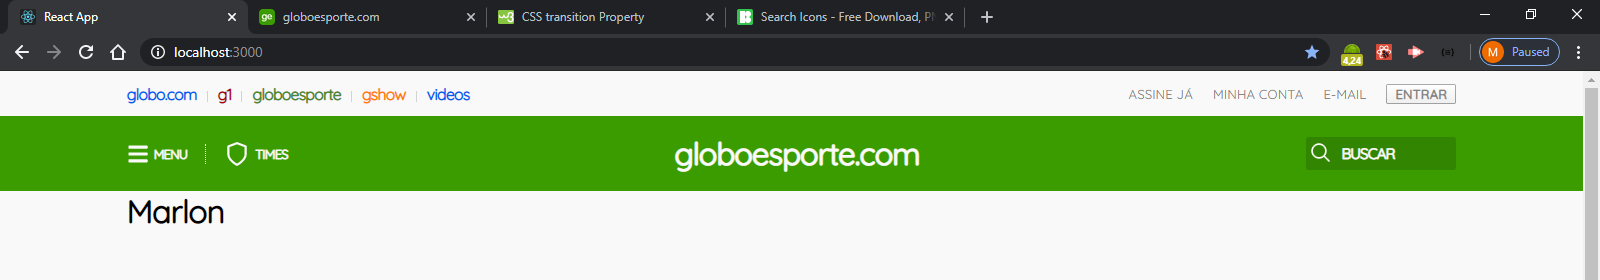 React App
globoesporte.com
CSS transition Property
Search Icons - Free Download, PN
localhost:3000
4,24
M Paused
globo.com g1 globoesporte gshow videos
ASSINE JÁ MINHA CONTA E-MAIL ENTRAR
MENU TIMES globoesporte.com BUSCAR
Marlon